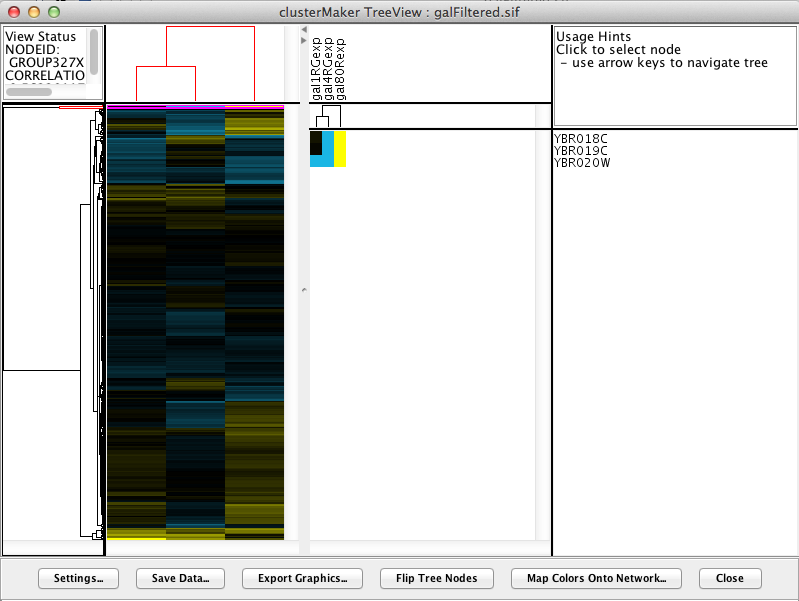 clusterMaker TreeView : galFiltered.sif
View Status
NODEID:
GROUP327X
CORRELATIO
gal1RGexp
gal4RGexp
gal80Rexp
Usage Hints
Click to select node
- use arrow keys to navigate tree
YBR018C
YBR019C
YBR020W
Settings...
Save Data...
Export Graphics...
Flip Tree Nodes
Map Colors Onto Network...
Close